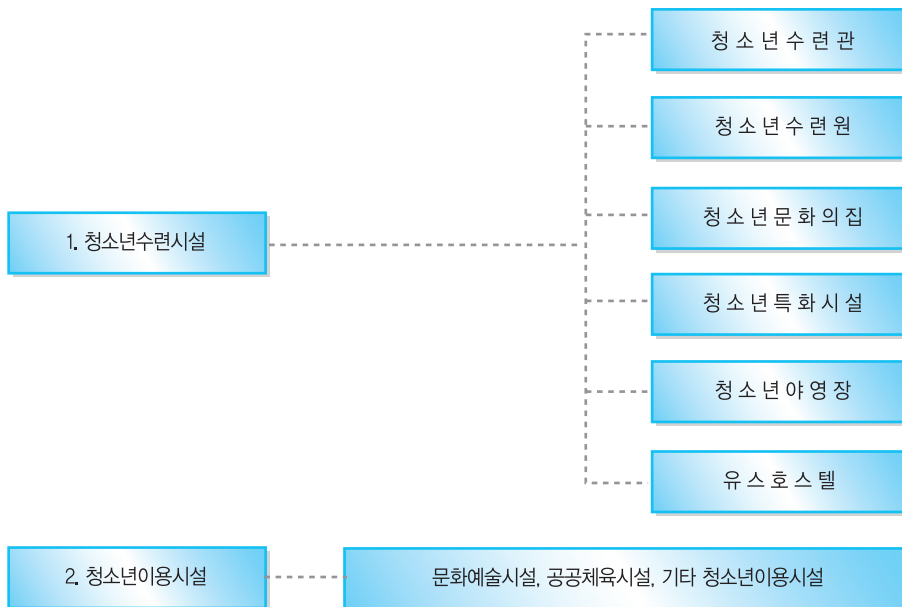 청소년수련관
청소년수련원
청소년문화의집
1. 청소년수련시설
청소년특화시설
청소년야영장
유스호스텔
2. 청소년이용시설
문화예술시설, 공공체육시설, 기타 청소년이용시설